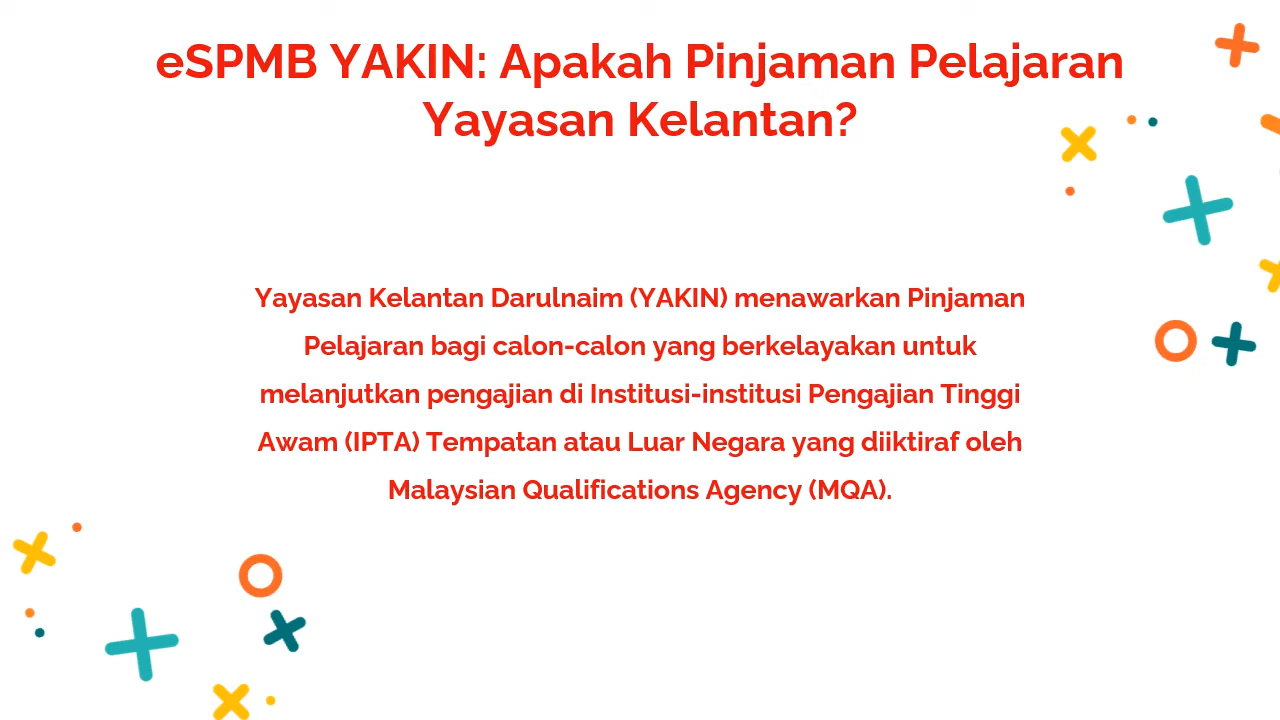 eSPMB YAKIN: Apakah Pinjaman Pelajaran
Yayasan Kelantan?
Yayasan Kelantan Darulnaim (YAKIN) menawarkan Pinjaman
Pelajaran bagi calon-calon yang berkelayakan untuk
melanjutkan pengajian di Institusi-institusi Pengajian Tinggi
Awam (IPTA) Tempatan atau Luar Negara yang diiktiraf oleh
Malaysian Qualifications Agency (MQA).